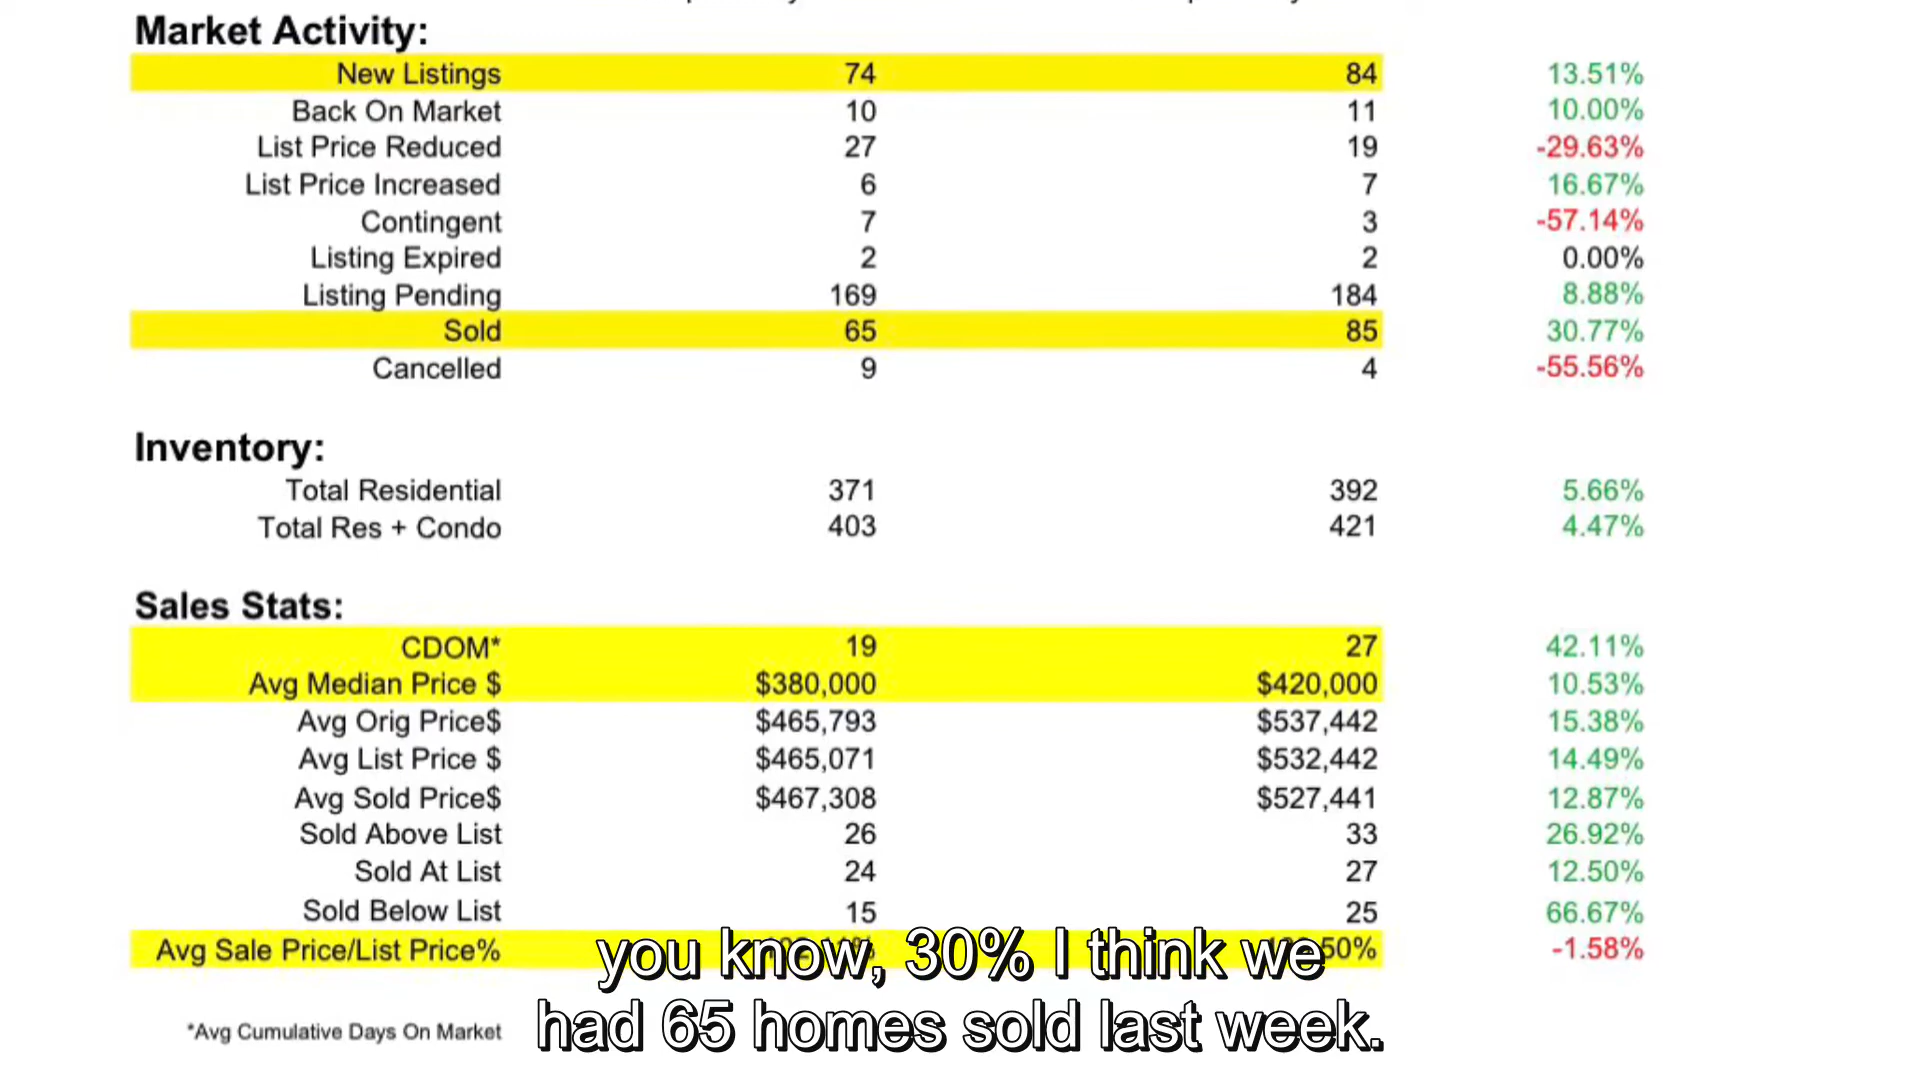 Market Activity:
New Listings 74 84 13.51%
Back On Market 10 11 10.00%
List Price Reduced 27 19 -29.63%
List Price Increased 6 7 16.67%
Contingent 7 3 -57.14%
Listing Expired 2 2 0.00%
Listing Pending 169 184 8.88%
Sold 65 85 30.77%
Cancelled 9 4 -55.56%
Inventory:
Total Residential 371 392 5.66%
Total Res + Condo 403 421 4.47%
Sales Stats:
CDOM* 19 27 42.11%
Avg Median Price $ $380,000 $420,000 10.53%
Avg Orig Price$ $465,793 $537,442 15.38%
Avg List Price $ $465,071 $532,442 14.49%
Avg Sold Price$ $467,308 $527,441 12.87%
Sold Above List 26 33 26.92%
Sold At List 24 27 12.50%
Sold Below List 15 25 66.67%
Avg Sale Price/List Price% -1.58%
you know, 30% I think we
*Avg Cumulative Days On Market
had 65 homes sold last week.